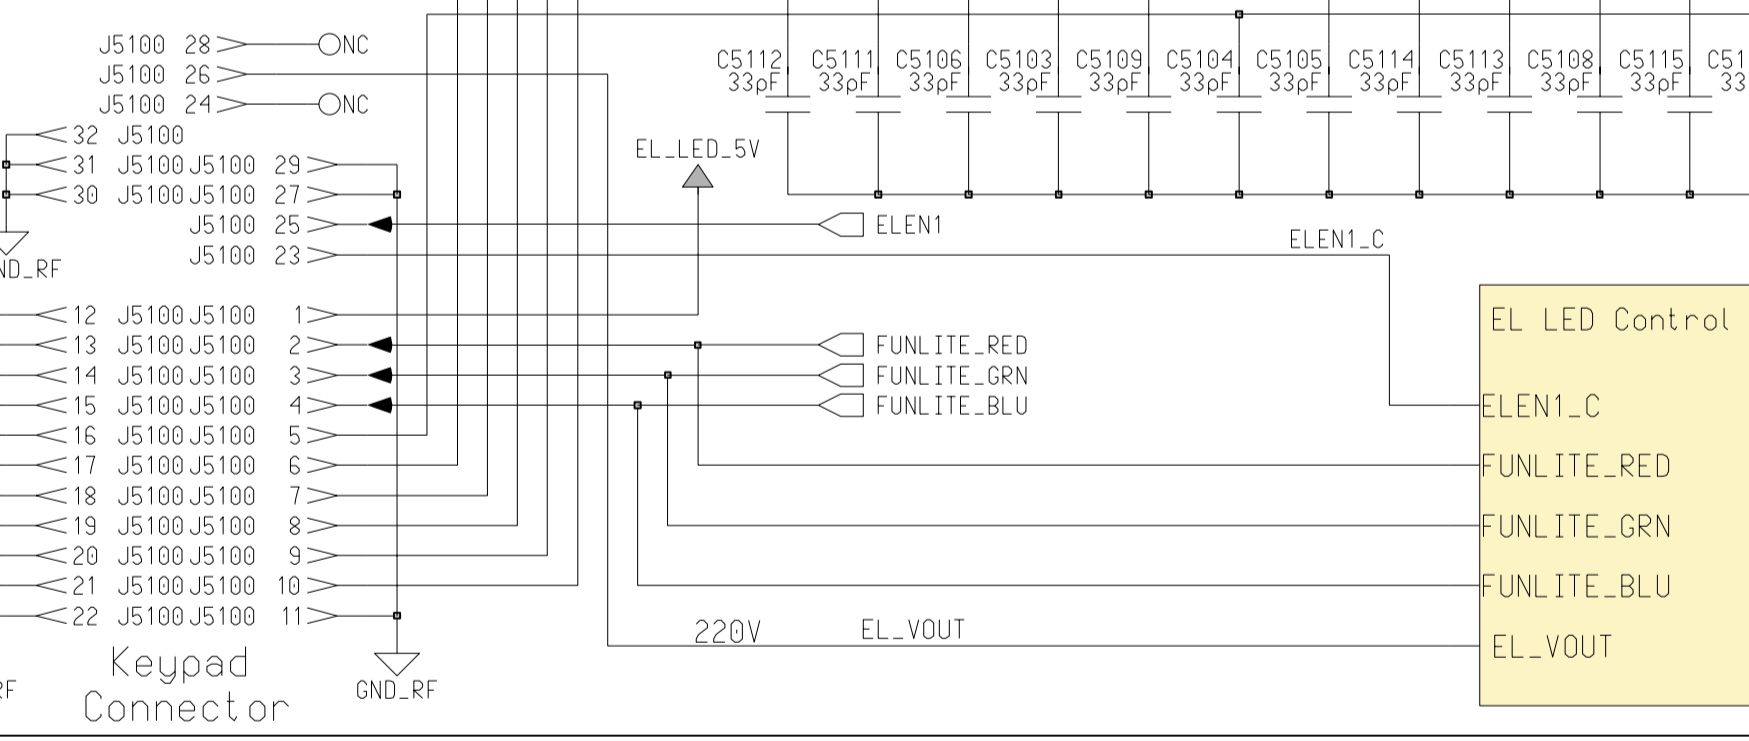 J5100 28 NC
J5100 26
J5100 24 NC
C5112 C5111 C5106 C5103 C5109 C5104 C5105 C5114 C5113 C5108 C5115 C51
33pF 33pF 33pF 33pF 33pF 33pF 33pF 33pF 33pF 33pF 33pF 33
32 J5100
31 J5100 J5100 29
30 J5100 J5100 27
EL_LED_5V
J5100 25 ELEN1
J5100 23
ELEN1_C
ND_RF
12 J5100 J5100 1
13 J5100 J5100 2 FUNLITE_RED
14 J5100 J5100 3 FUNLITE_GRN
15 J5100 J5100 4 FUNLITE_BLU
16 J5100 J5100 5
17 J5100 J5100 6
18 J5100 J5100 7
19 J5100 J5100 8
20 J5100 J5100 9
21 J5100 J5100 10
22 J5100 J5100 11
EL LED Control
ELEN1_C
FUNLITE_RED
FUNLITE_GRN
FUNLITE_BLU
EL_VOUT
220V EL_VOUT
Keypad
Connector
RF
GND_RF